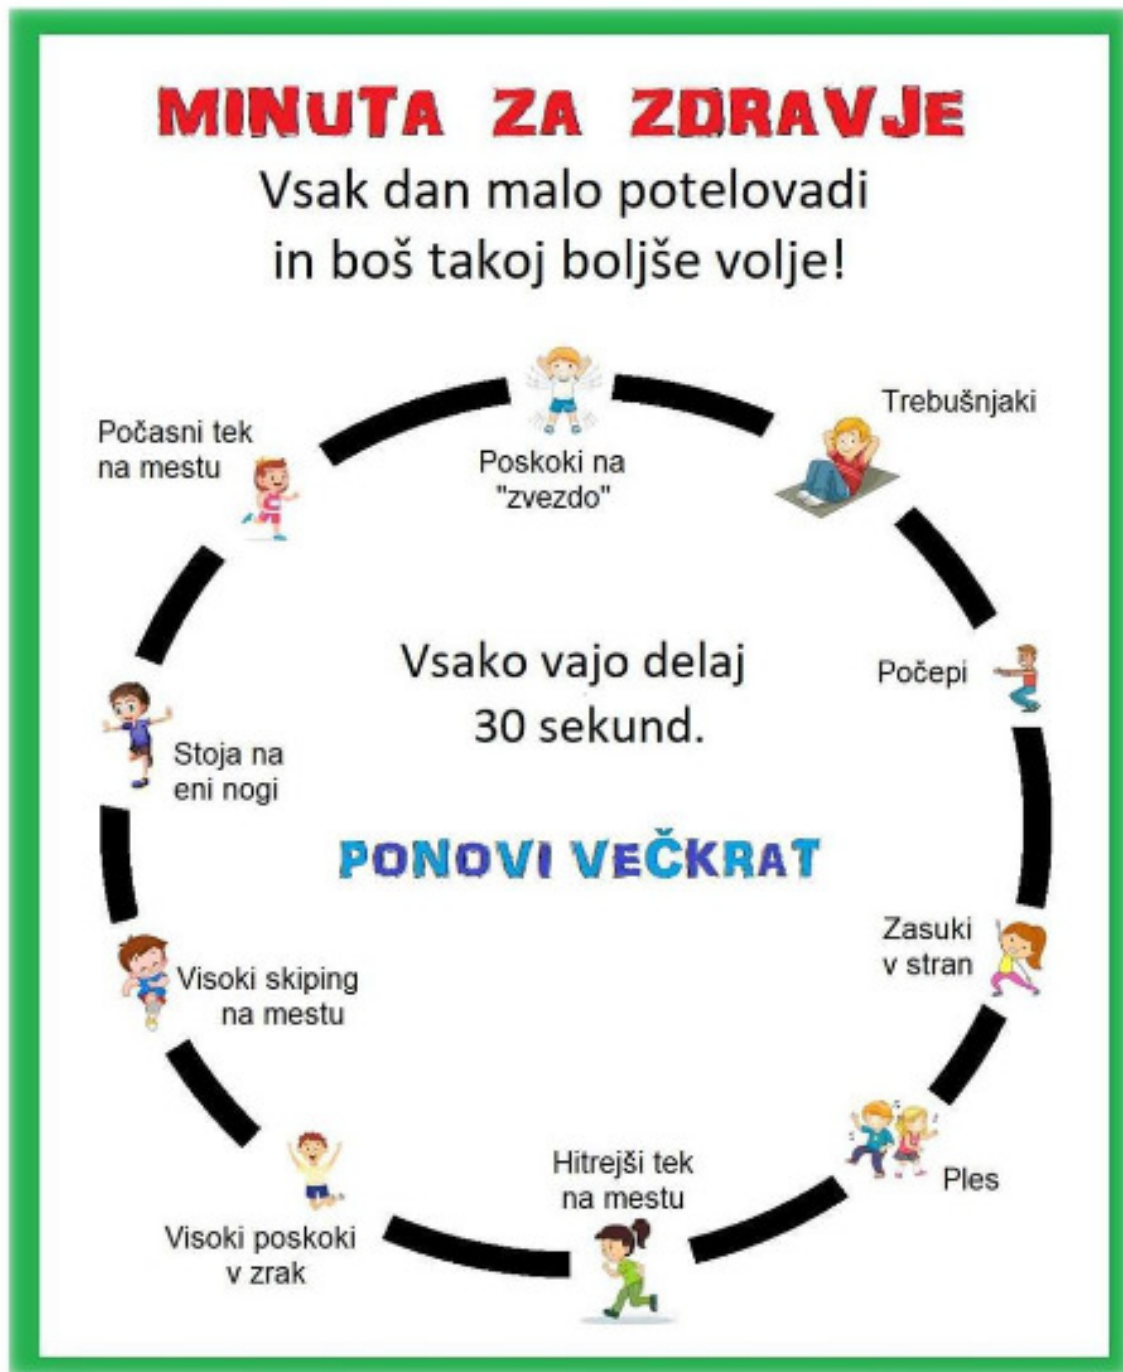 MINUTA ZA ZDRAVJE
Vsak dan malo potelovadi
in boš takoj boljše volje!
Poskoki na
"zvezdo"
Trebušnjaki
Počepi
Zasuki
v stran
Ples
Hitrejši tek
na mestu
Visoki poskoki
v zrak
Visoki skiping
na mestu
Stoja na
eni nogi
Počasni tek
na mestu
Vsako vajo delaj
30 sekund.
PONOVI VEČKRAT